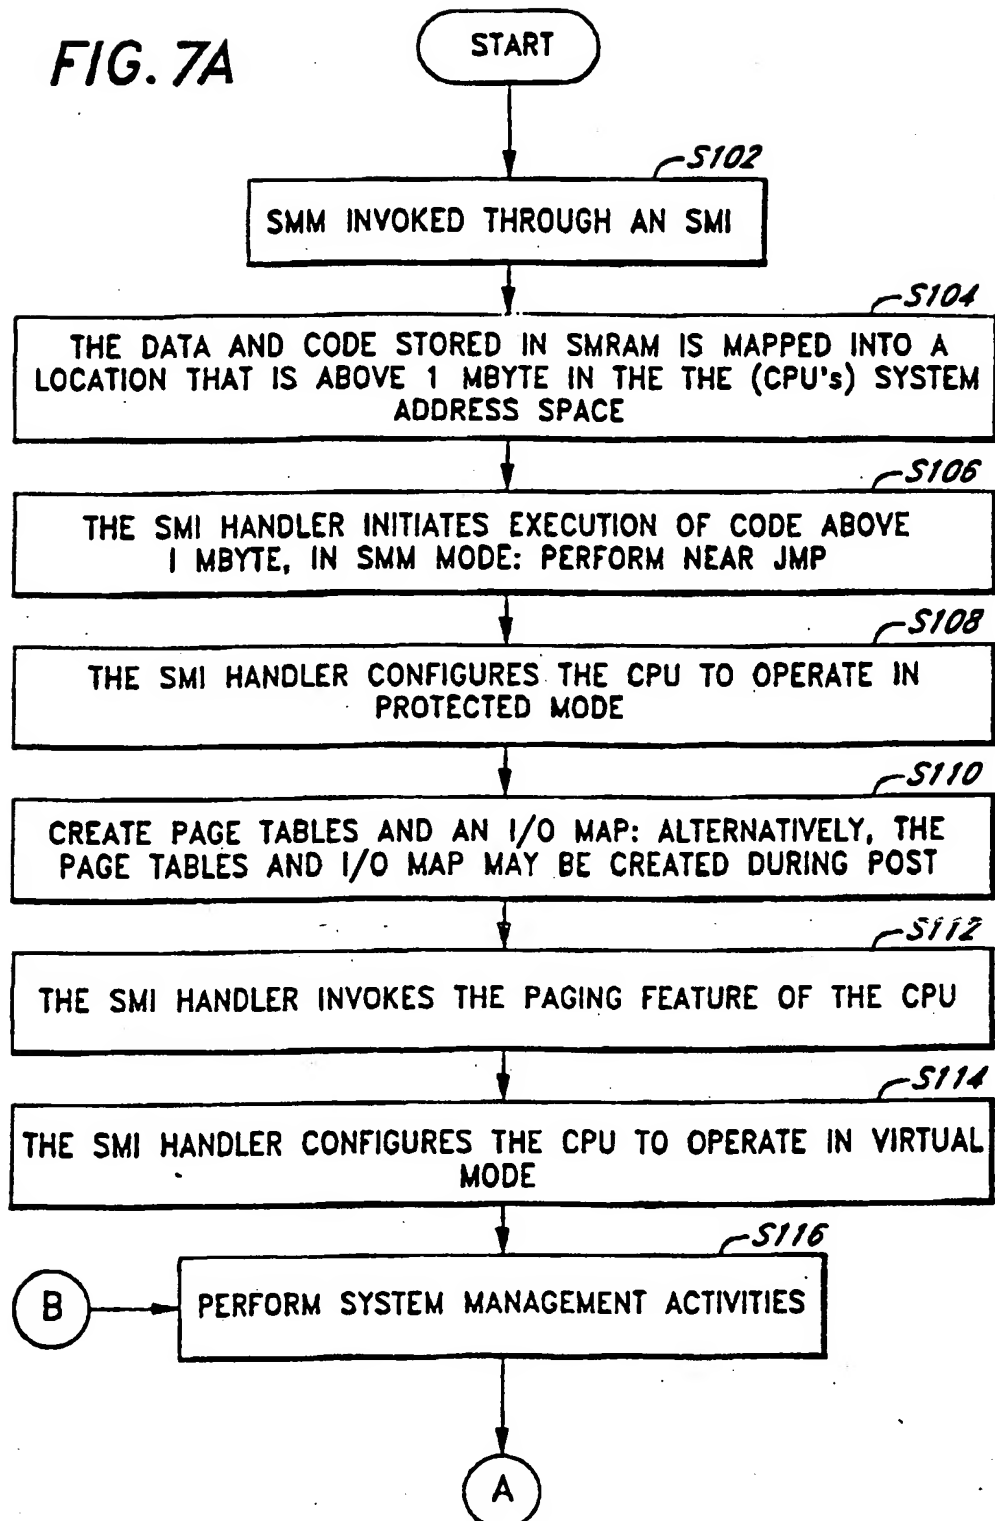 FIG. 7A
START
S102
SMM INVOKED THROUGH AN SMI
S104
THE DATA AND CODE STORED IN SMRAM IS MAPPED INTO A
LOCATION THAT IS ABOVE 1 MBYTE IN THE THE (CPU's) SYSTEM
ADDRESS SPACE
S106
THE SMI HANDLER INITIATES EXECUTION OF CODE ABOVE
1 MBYTE, IN SMM MODE: PERFORM NEAR JMP
S108
THE SMI HANDLER CONFIGURES THE CPU TO OPERATE IN
PROTECTED MODE
S110
CREATE PAGE TABLES AND AN I/O MAP: ALTERNATIVELY, THE
PAGE TABLES AND I/O MAP MAY BE CREATED DURING POST
S112
THE SMI HANDLER INVOKES THE PAGING FEATURE OF THE CPU
S114
THE SMI HANDLER CONFIGURES THE CPU TO OPERATE IN VIRTUAL
MODE
S116
B
PERFORM SYSTEM MANAGEMENT ACTIVITIES
A